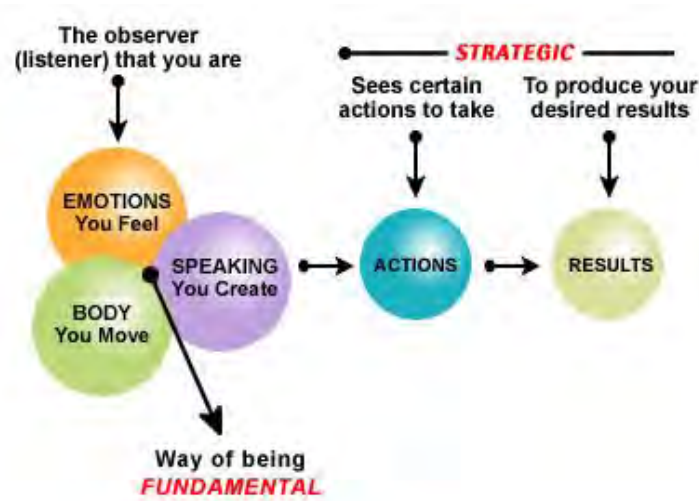 The observer
(listener) that you are
STRATEGIC
Sees certain
actions to take
To produce your
desired results
EMOTIONS
You Feel
SPEAKING
You Create
BODY
You Move
ACTIONS
RESULTS
Way of being
FUNDAMENTAL